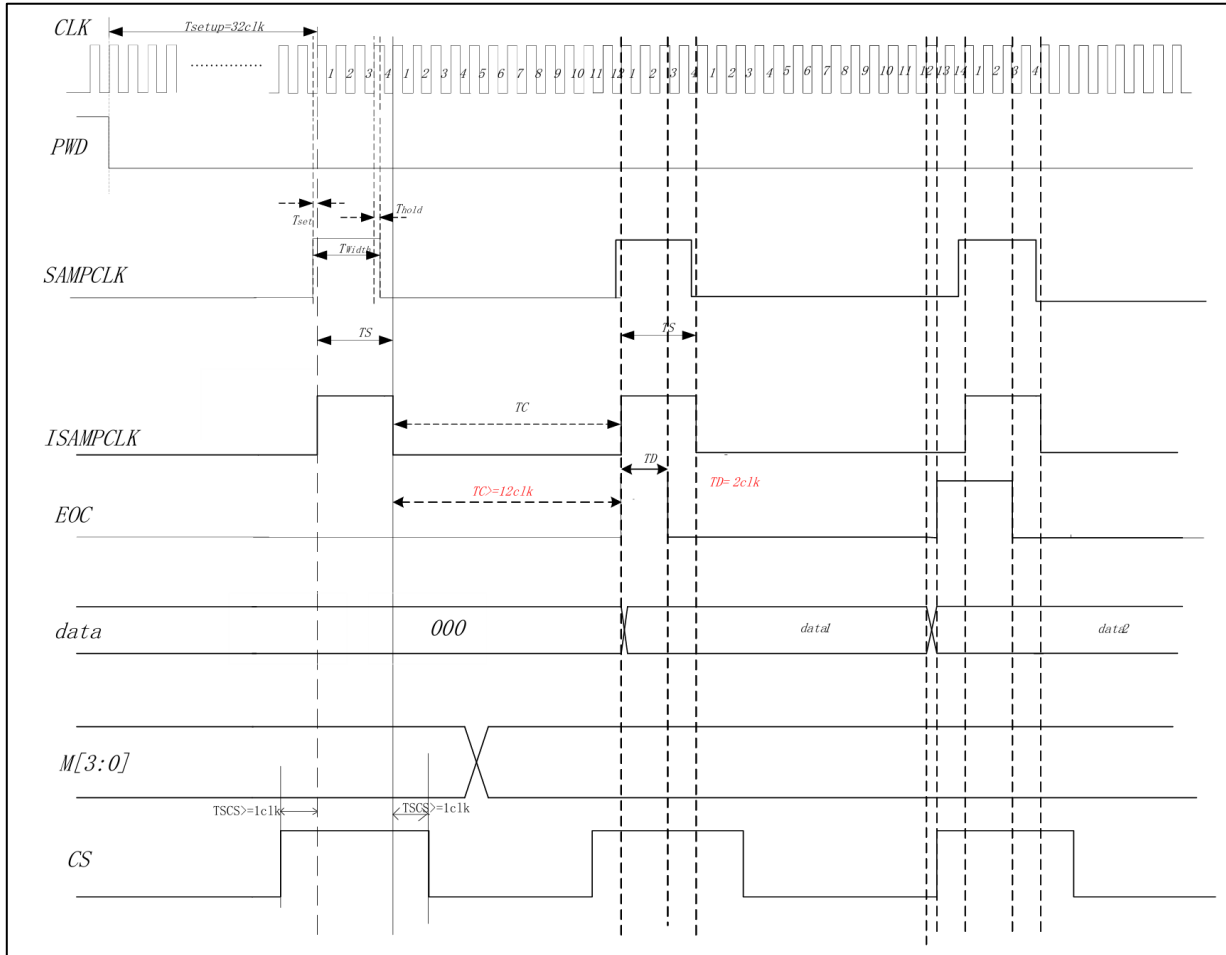 Tsetup=32clk
CLK
..............
1 2 3 4 1 2 3 4 5 6 7 8 9 10 11 12 1 2 3 4 1 2 3 4 5 6 7 8 9 10 11 12 13 14 1 2 3 4
PWD
Tset
Thold
TWidth
SAMPCLK
TS
TS
TC
ISAMPCLK
TD
TC>=12clk
TD=2clk
EOC
data
000
data1
data2
M[3:0]
TSCS>=1clk
TSCS>=1clk
CS